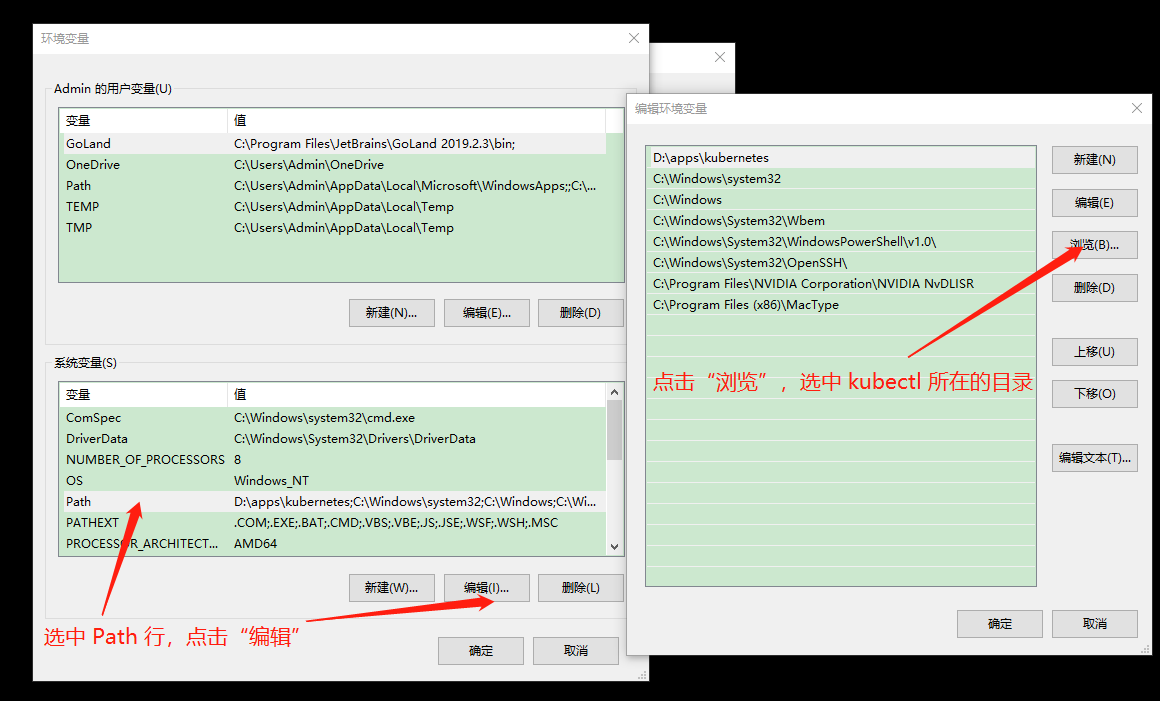 环境变量
Admin 的用户变量(U)
变量 值
GoLand C:\Program Files\JetBrains\GoLand 2019.2.3\bin;
OneDrive C:\Users\Admin\OneDrive
Path C:\Users\Admin\AppData\Local\Microsoft\WindowsApps;;C:\...
TEMP C:\Users\Admin\AppData\Local\Temp
TMP C:\Users\Admin\AppData\Local\Temp
新建(N)... 编辑(E)... 删除(D)
系统变量(S)
变量 值
ComSpec C:\Windows\system32\cmd.exe
DriverData C:\Windows\System32\Drivers\DriverData
NUMBER_OF_PROCESSORS 8
OS Windows_NT
Path D:\apps\kubernetes;C:\Windows\system32;C:\Windows;C:\Wi...
PATHEXT .COM;.EXE;.BAT;.CMD;.VBS;.VBE;.JS;.JSE;.WSF;.WSH;.MSC
PROCESSOR_ARCHITECT... AMD64
新建(W)... 编辑(I)... 删除(L)
选中 Path 行，点击“编辑”
确定 取消
编辑环境变量
D:\apps\kubernetes
C:\Windows\system32
C:\Windows
C:\Windows\System32\Wbem
C:\Windows\System32\WindowsPowerShell\v1.0\
C:\Windows\System32\OpenSSH\
C:\Program Files\NVIDIA Corporation\NVIDIA NvDLISR
C:\Program Files (x86)\MacType
点击“浏览”，选中 kubectl 所在的目录
新建(N)
编辑(E)
浏览(B)...
删除(D)
上移(U)
下移(O)
编辑文本(T)...
确定 取消